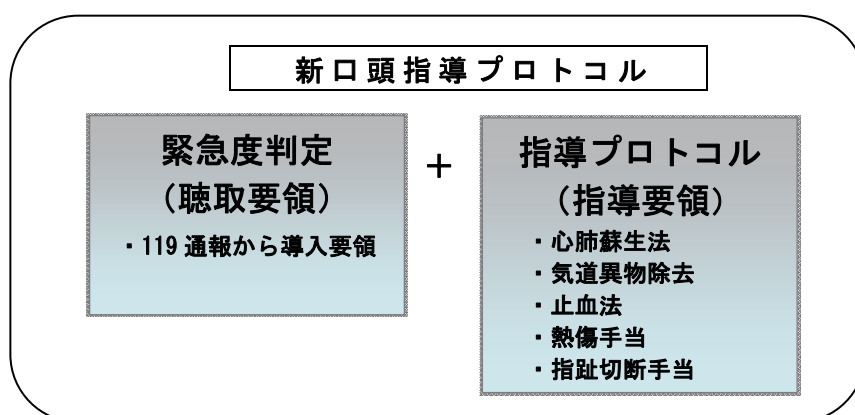 新口頭指導プロトコル
緊急度判定
（聴取要領）
・119通報から導入要領
＋
指導プロトコル
（指導要領）
・心肺蘇生法
・気道異物除去
・止血法
・熱傷手当
・指趾切断手当